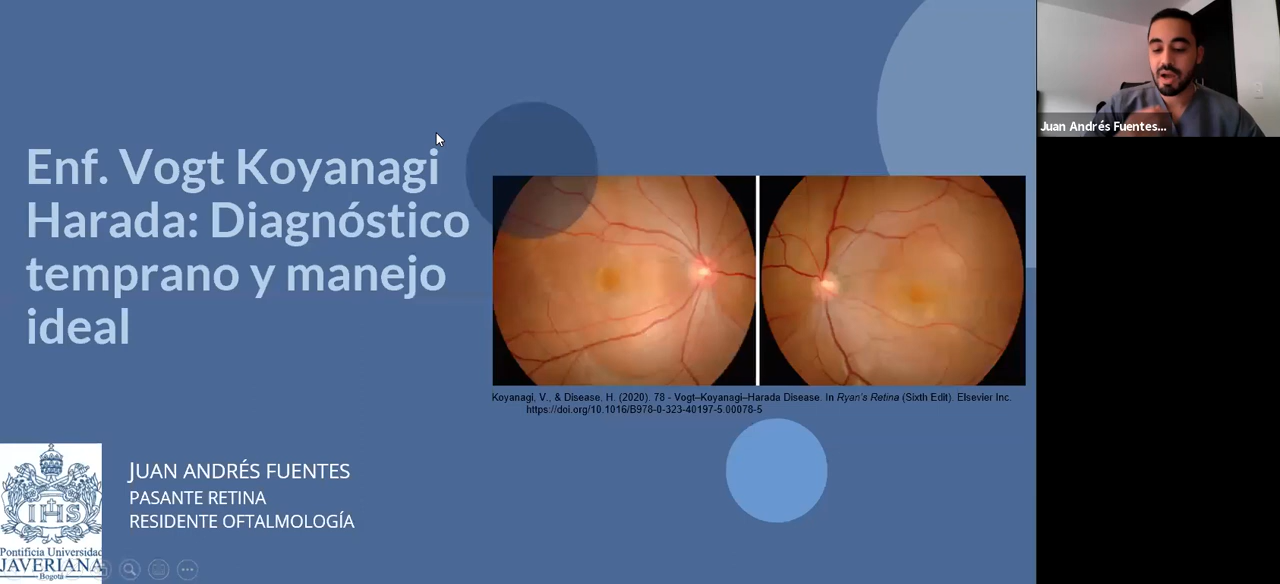 Enf. Vogt Koyanagi
Harada: Diagnóstico
temprano y manejo
ideal
Koyanagi, V., & Disease, H. (2020). 78 - Vogt–Koyanagi–Harada Disease. In Ryan's Retina (Sixth Edit). Elsevier Inc.
https://doi.org/10.1016/B978-0-323-40197-5.00078-5
JUAN ANDRÉS FUENTES
PASANTE RETINA
RESIDENTE OFTALMOLOGÍA
IHS
Pontificia Universidad
JAVERIANA
Bogotá
Juan Andrés Fuentes...